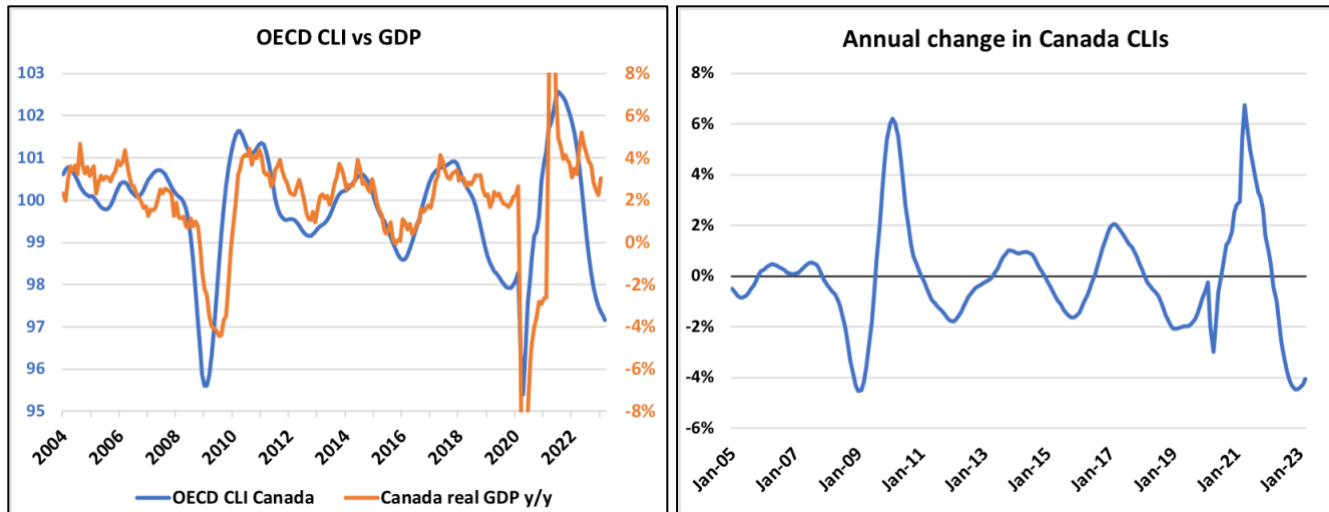 OECD CLI vs GDP
103
102
101
100
99
98
97
96
95
8%
6%
4%
2%
0%
-2%
-4%
-6%
-8%
2004
2006
2008
2010
2012
2014
2016
2018
2020
2022
OECD CLI Canada
Canada real GDP y/y
Annual change in Canada CLIs
8%
6%
4%
2%
0%
-2%
-4%
-6%
Jan-05
Jan-07
Jan-09
Jan-11
Jan-13
Jan-15
Jan-17
Jan-19
Jan-21
Jan-23